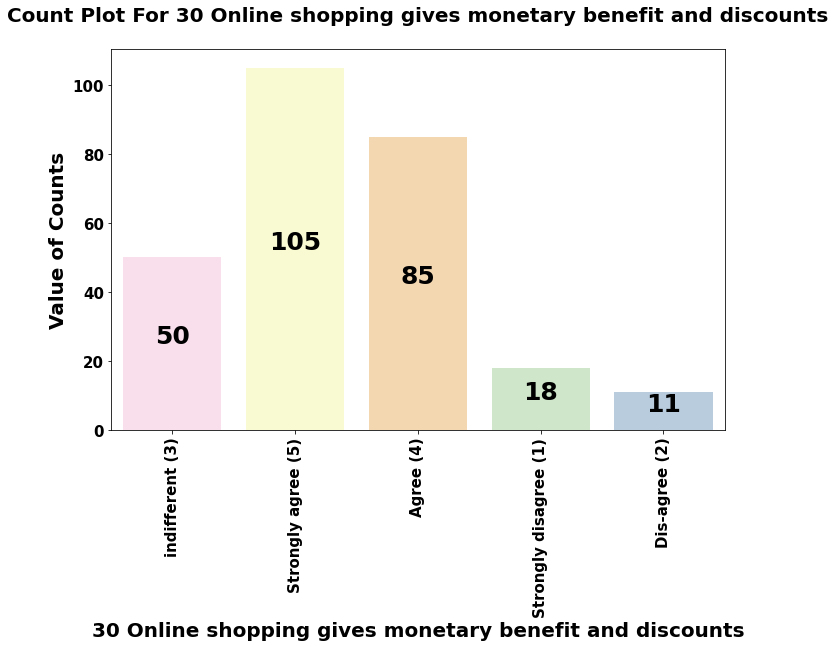 Count Plot For 30 Online shopping gives monetary benefit and discounts
Value of Counts
100
80
60
40
20
0
50
105
85
18
11
indifferent (3)
Strongly agree (5)
Agree (4)
Strongly disagree (1)
Dis-agree (2)
30 Online shopping gives monetary benefit and discounts